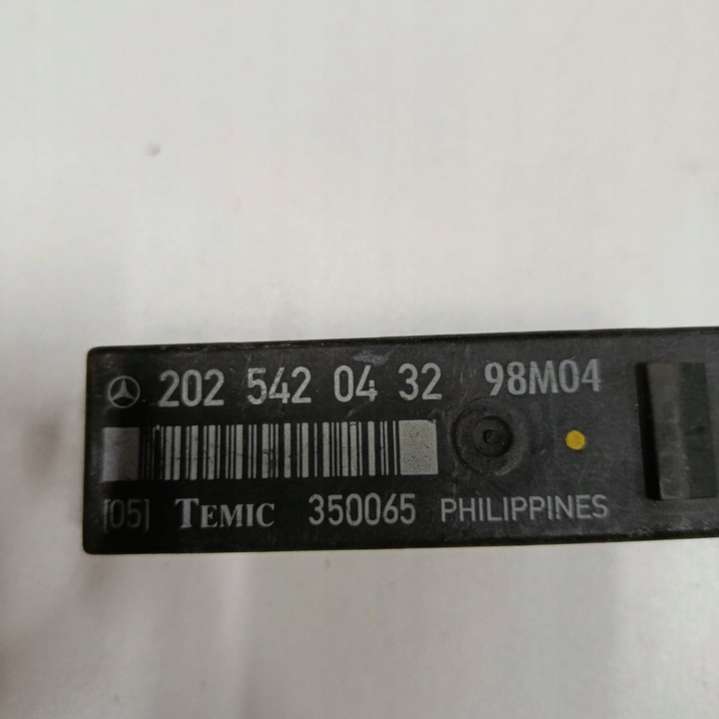 202 542 04 32 98M04
[05] TEMIC 350065 PHILIPPINES